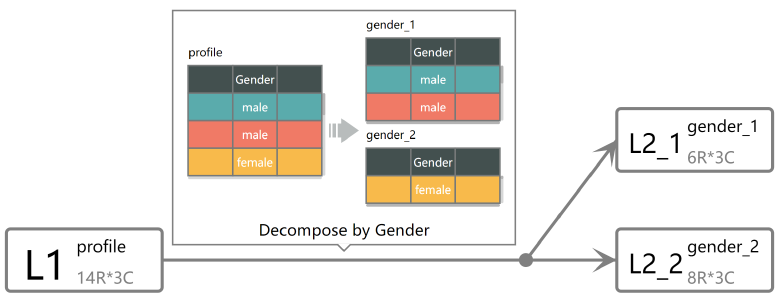 profile
Gender
male
male
female
gender_1
Gender
male
male
gender_2
Gender
female
Decompose by Gender
L1 profile
14R*3C
L2_1 gender_1
6R*3C
L2_2 gender_2
8R*3C